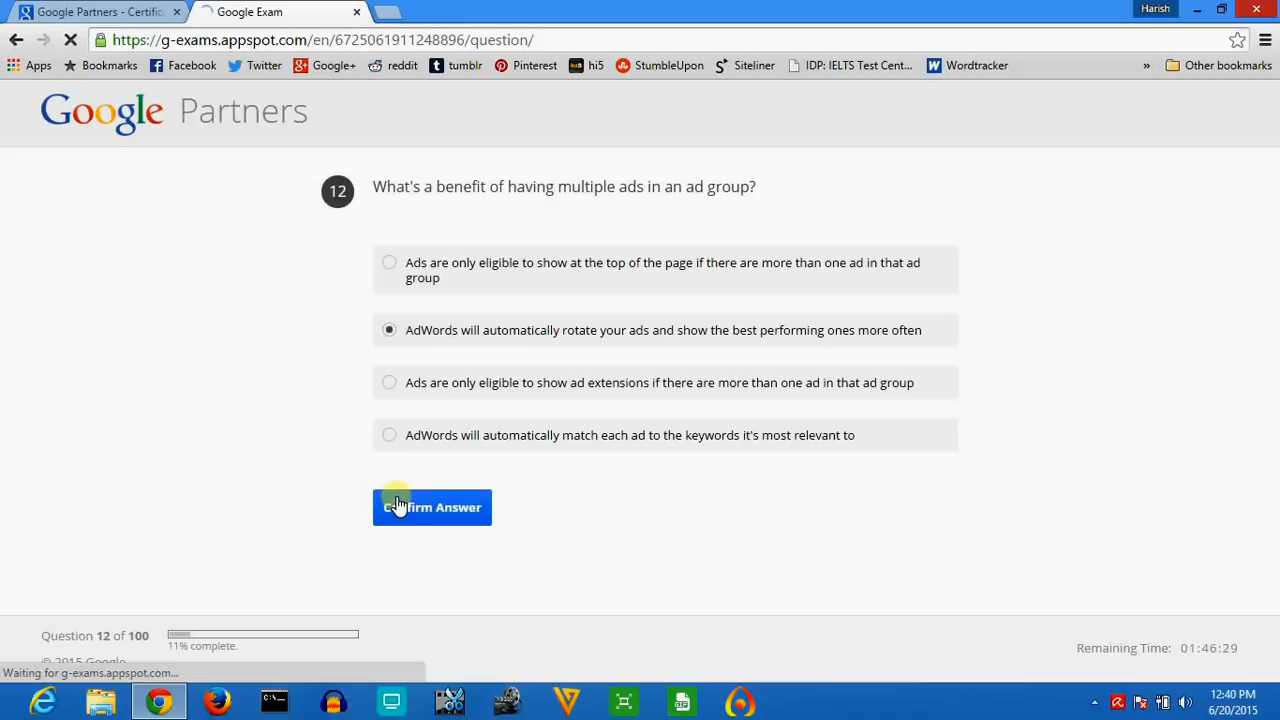 Google Partners - Certific
Google Exam
Harish
https://g-exams.appspot.com/en/6725061911248896/question/
Apps Bookmarks Facebook Twitter Google+ reddit tumblr Pinterest hi5 StumbleUpon Siteliner IDP: IELTS Test Cent... Wordtracker » Other bookmarks
Google Partners
12 What's a benefit of having multiple ads in an ad group?
Ads are only eligible to show at the top of the page if there are more than one ad in that ad
group
AdWords will automatically rotate your ads and show the best performing ones more often
Ads are only eligible to show ad extensions if there are more than one ad in that ad group
AdWords will automatically match each ad to the keywords it's most relevant to
Confirm Answer
Question 12 of 100
11% complete.
Remaining Time: 01:46:29
© 2015 Google
Waiting for g-exams.appspot.com...
12:40 PM
6/20/2015